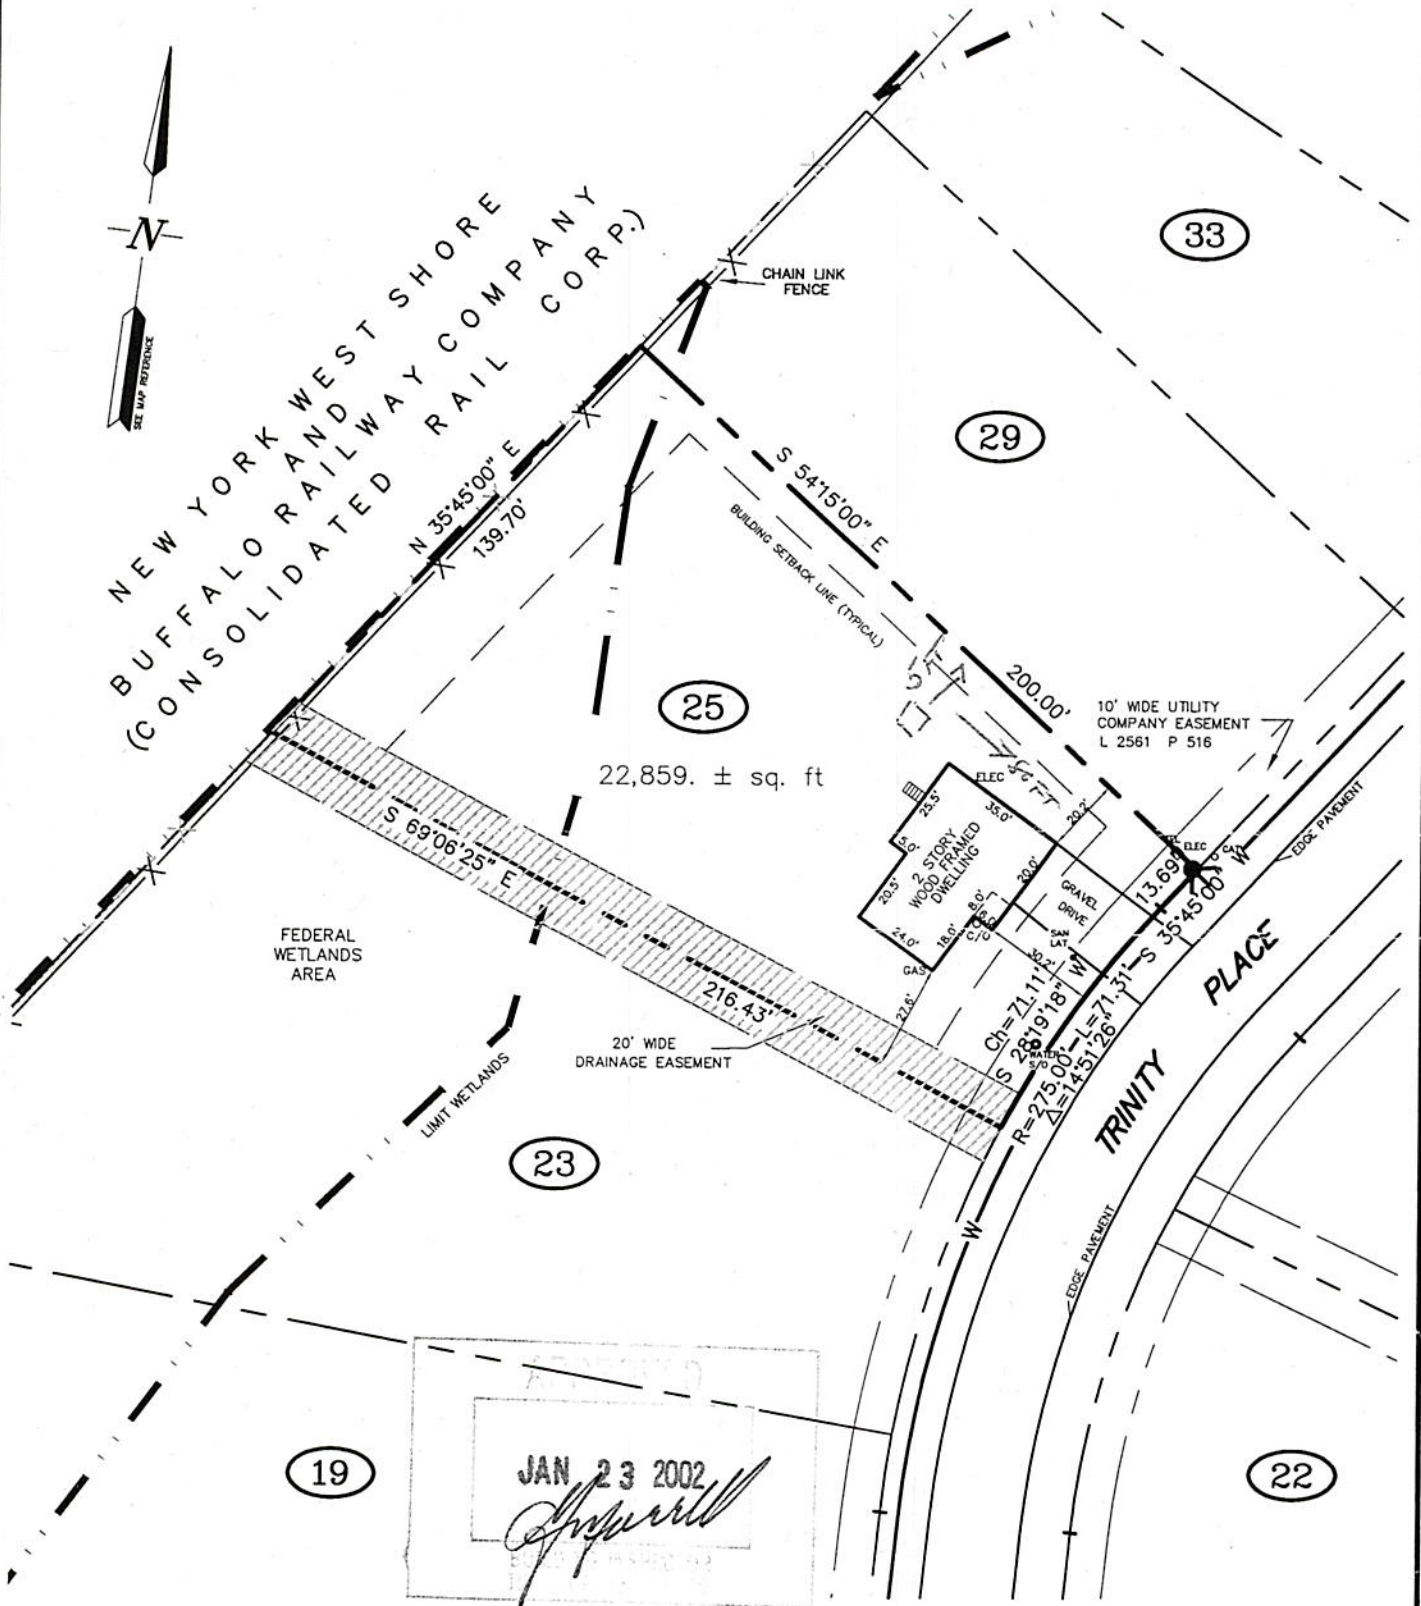 N
SEE MAP REFERENCE
NEW YORK WEST SHORE
AND
BUFFALO RAILWAY COMPANY
(CONSOLIDATED RAIL CORP.)
CHAIN LINK
FENCE
33
29
N 35°45'00" E
139.70'
S 54°15'00" E
200.00'
BUILDING SETBACK LINE (TYPICAL)
25
22,859. ± sq. ft
10' WIDE UTILITY
COMPANY EASEMENT
L 2561 P 516
EDGE PAVEMENT
ELEC
35.0'
25.5'
5.0'
20.5'
24.0'
18.0'
20.0'
20.2'
2 STORY
WOOD FRAMED
DWELLING
8.0'
6.0'
C/C
GRAVEL
DRIVE
SAN
LAT
30.2'
GAS
27.6'
ELEC
13.69'
W
S 35°45'00" W
S 69°06'25" E
216.43'
FEDERAL
WETLANDS
AREA
20' WIDE
DRAINAGE EASEMENT
LIMIT WETLANDS
Ch=71.11'
S 28°19'18" W
R=275.00'—L=71.31'
△=14°51'26"
WATER
S/O
TRINITY PLACE
EDGE PAVEMENT
W
23
19
22
JAN 23 2002